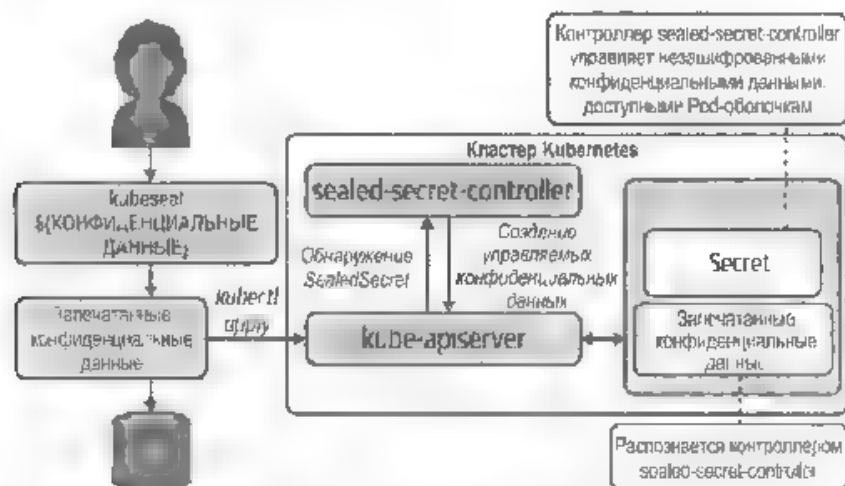 Контроллер sealed-secret-controller
управляет незашифрованными
конфиденциальными данными,
доступными Pod-оболочкам
Кластер Kubernetes
sealed-secret-controller
kubeseal
$(КОНФИДЕНЦИАЛЬНЫЕ
ДАННЫЕ)
Обнаружение
SealedSecret
Создание
управляемых
конфиденциальных
данных
Secret
Запечатанные
конфиденциальные
данные
kubectl
apply
kube-apiserver
Запечатанные
конфиденциальные
данные
Распознается контроллером
sealed-secret-controller